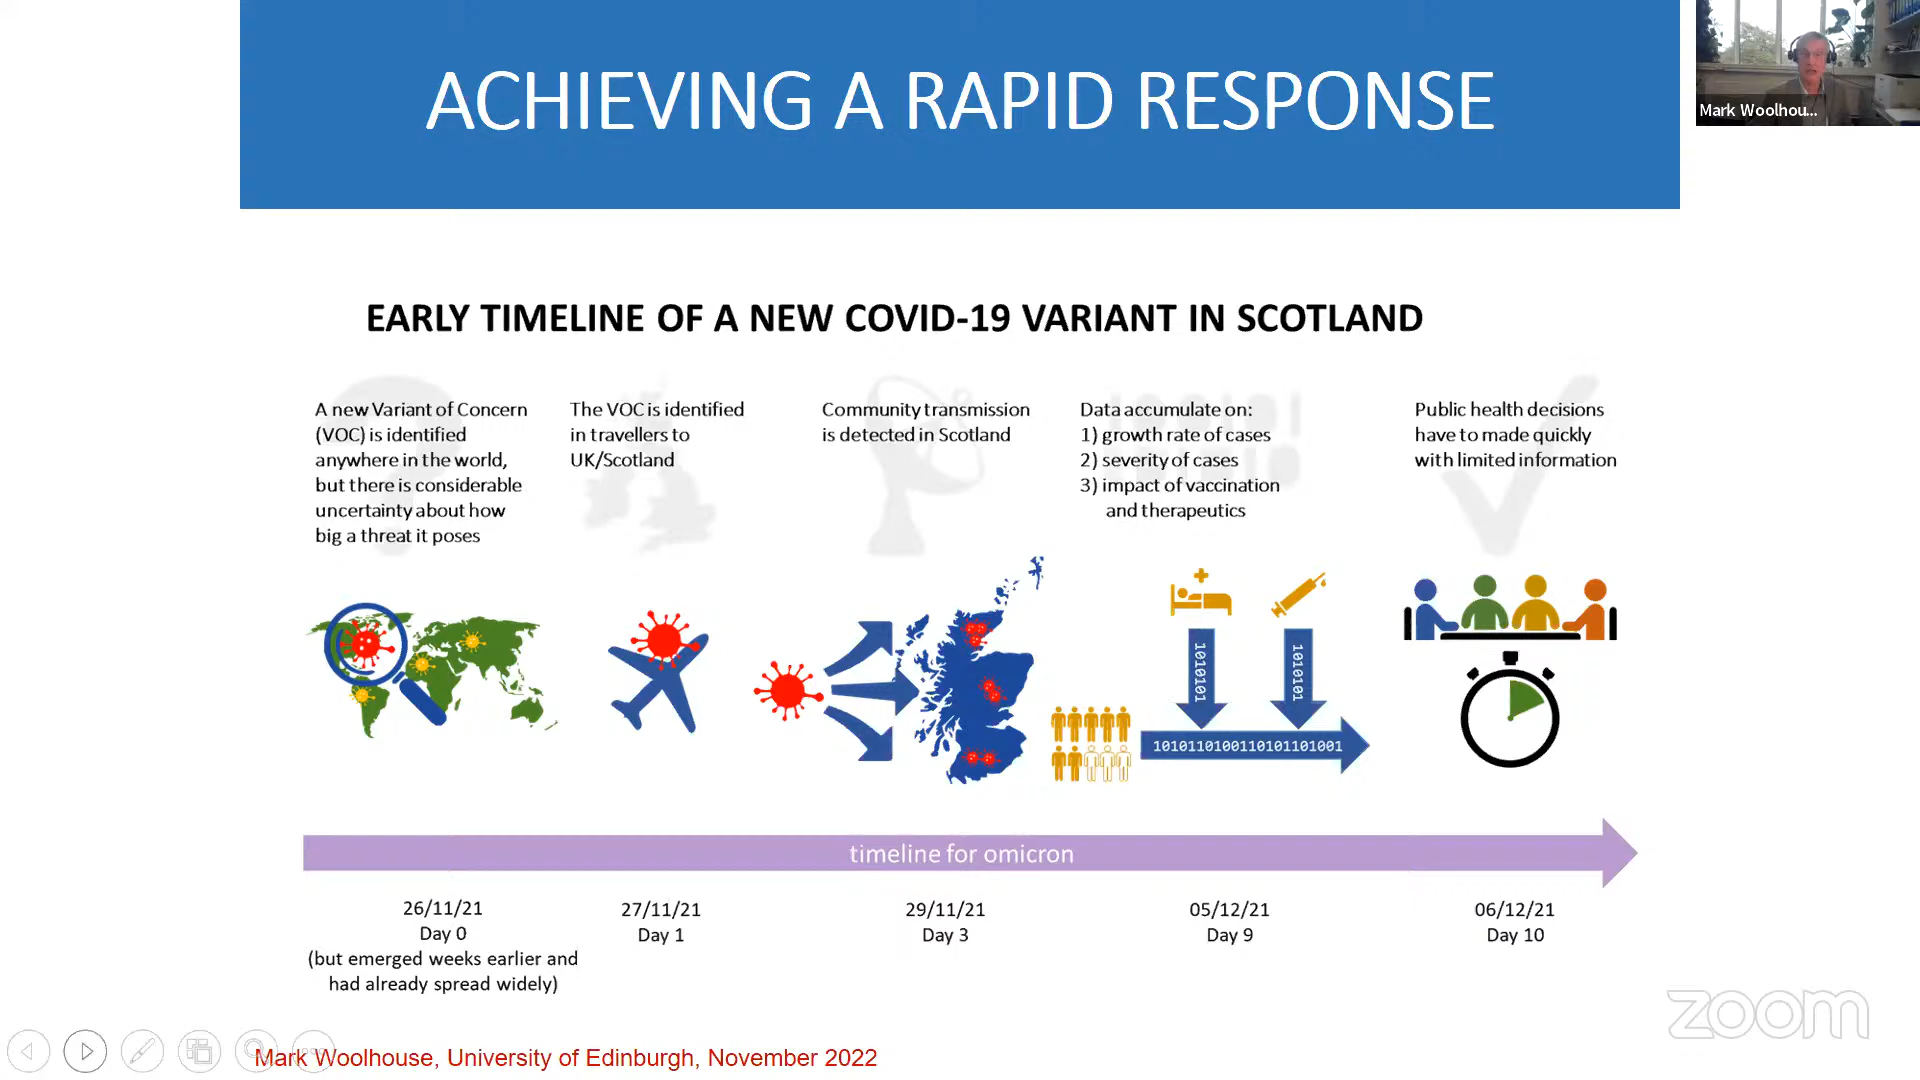 ACHIEVING A RAPID RESPONSE
Mark Woolhou...
EARLY TIMELINE OF A NEW COVID-19 VARIANT IN SCOTLAND
A new Variant of Concern
(VOC) is identified
anywhere in the world,
but there is considerable
uncertainty about how
big a threat it poses
The VOC is identified
in travellers to
UK/Scotland
Community transmission
is detected in Scotland
Data accumulate on:
1) growth rate of cases
2) severity of cases
3) impact of vaccination
and therapeutics
Public health decisions
have to made quickly
with limited information
1010101
1010101
1010110100110101101001
timeline for omicron
26/11/21
Day 0
(but emerged weeks earlier and
had already spread widely)
27/11/21
Day 1
29/11/21
Day 3
05/12/21
Day 9
06/12/21
Day 10
zoom
Mark Woolhouse, University of Edinburgh, November 2022